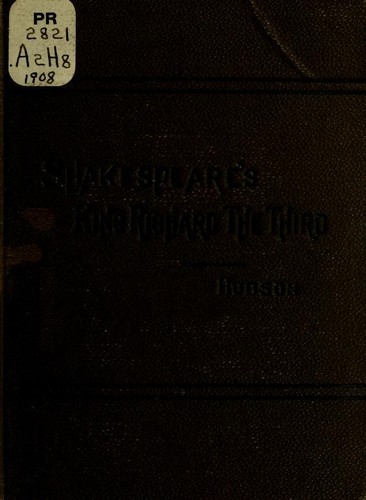 PR
2821
.A2H8
1908
SHAKESPEARE'S
KING RICHARD THE THIRD
HUDSON